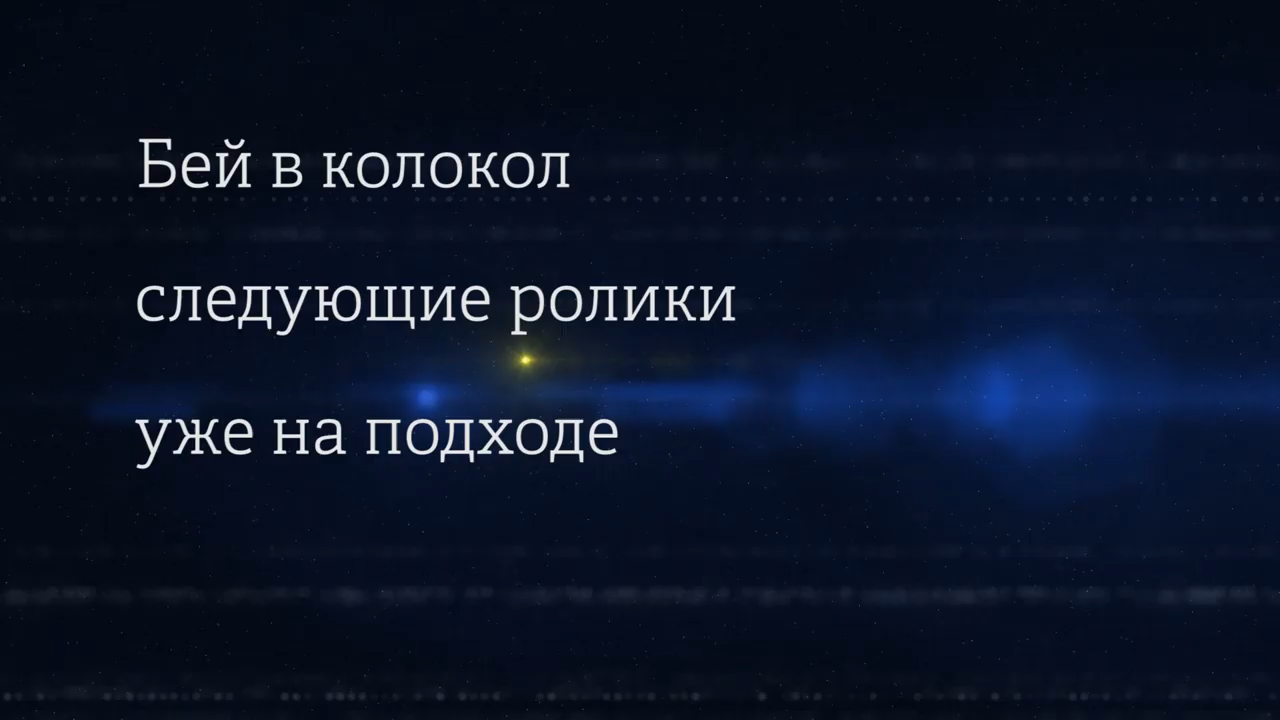 Бей в колокол
следующие ролики
уже на подходе